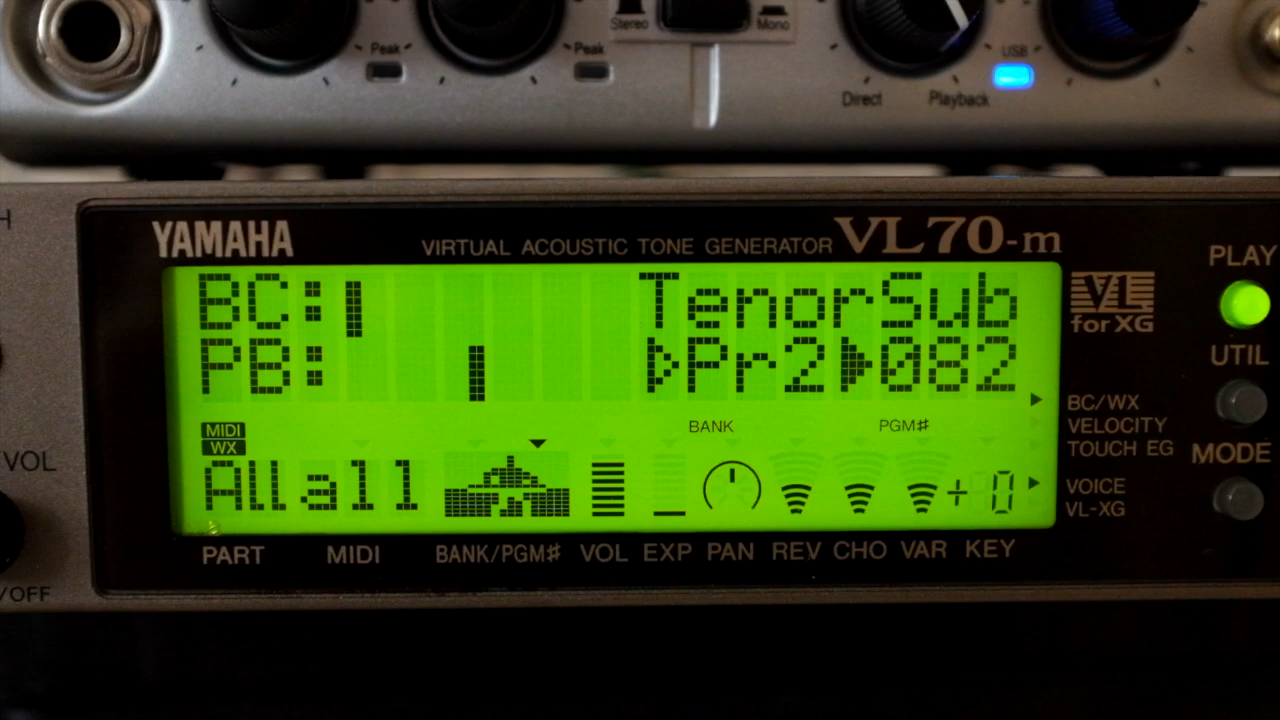 Stereo Mono
Peak Peak USB
Direct Playback
YAMAHA VIRTUAL ACOUSTIC TONE GENERATOR VL70-m
PLAY
BC: TenorSub
VL
for XG
PB: ▷Pr2▶082
UTIL
BC/WX
BANK PGM♯
VELOCITY
MIDI
WX
TOUCH EG
MODE
/VOL
Allall +0
VOICE
VL-XG
PART MIDI BANK/PGM♯ VOL EXP PAN REV CHO VAR KEY
/OFF